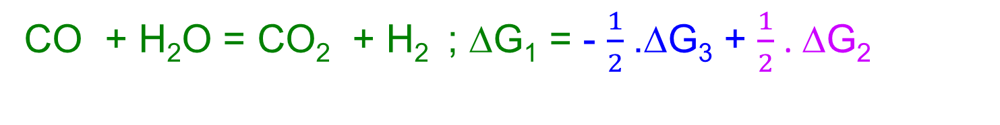 CO + H₂O = CO₂ + H₂ ; ΔG₁ = - 1/2 .ΔG₃ + 1/2 . ΔG₂